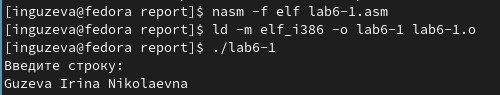 [inguzeva@fedora report]$ nasm -f elf lab6-1.asm
[inguzeva@fedora report]$ ld -m elf_i386 -o lab6-1 lab6-1.o
[inguzeva@fedora report]$ ./lab6-1
Введите строку:
Guzeva Irina Nikolaevna